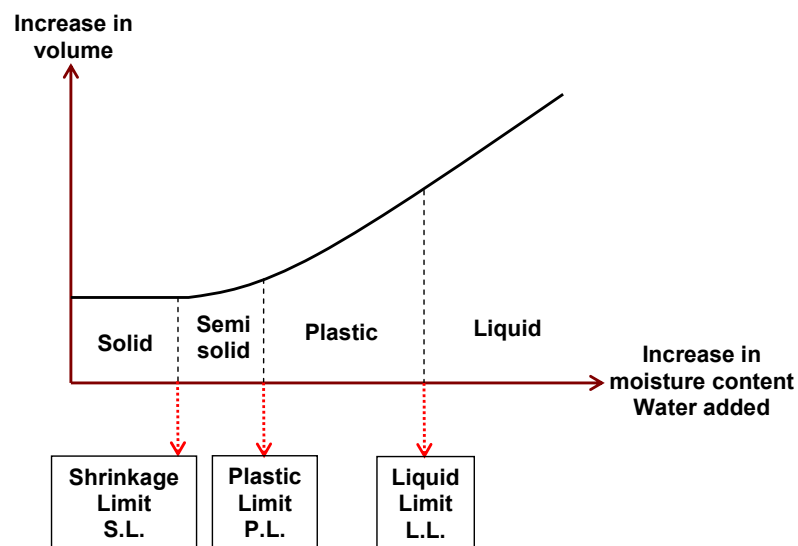 Increase in
volume
Solid
Semi
solid
Plastic
Liquid
Increase in
moisture content
Water added
Shrinkage
Limit
S.L.
Plastic
Limit
P.L.
Liquid
Limit
L.L.